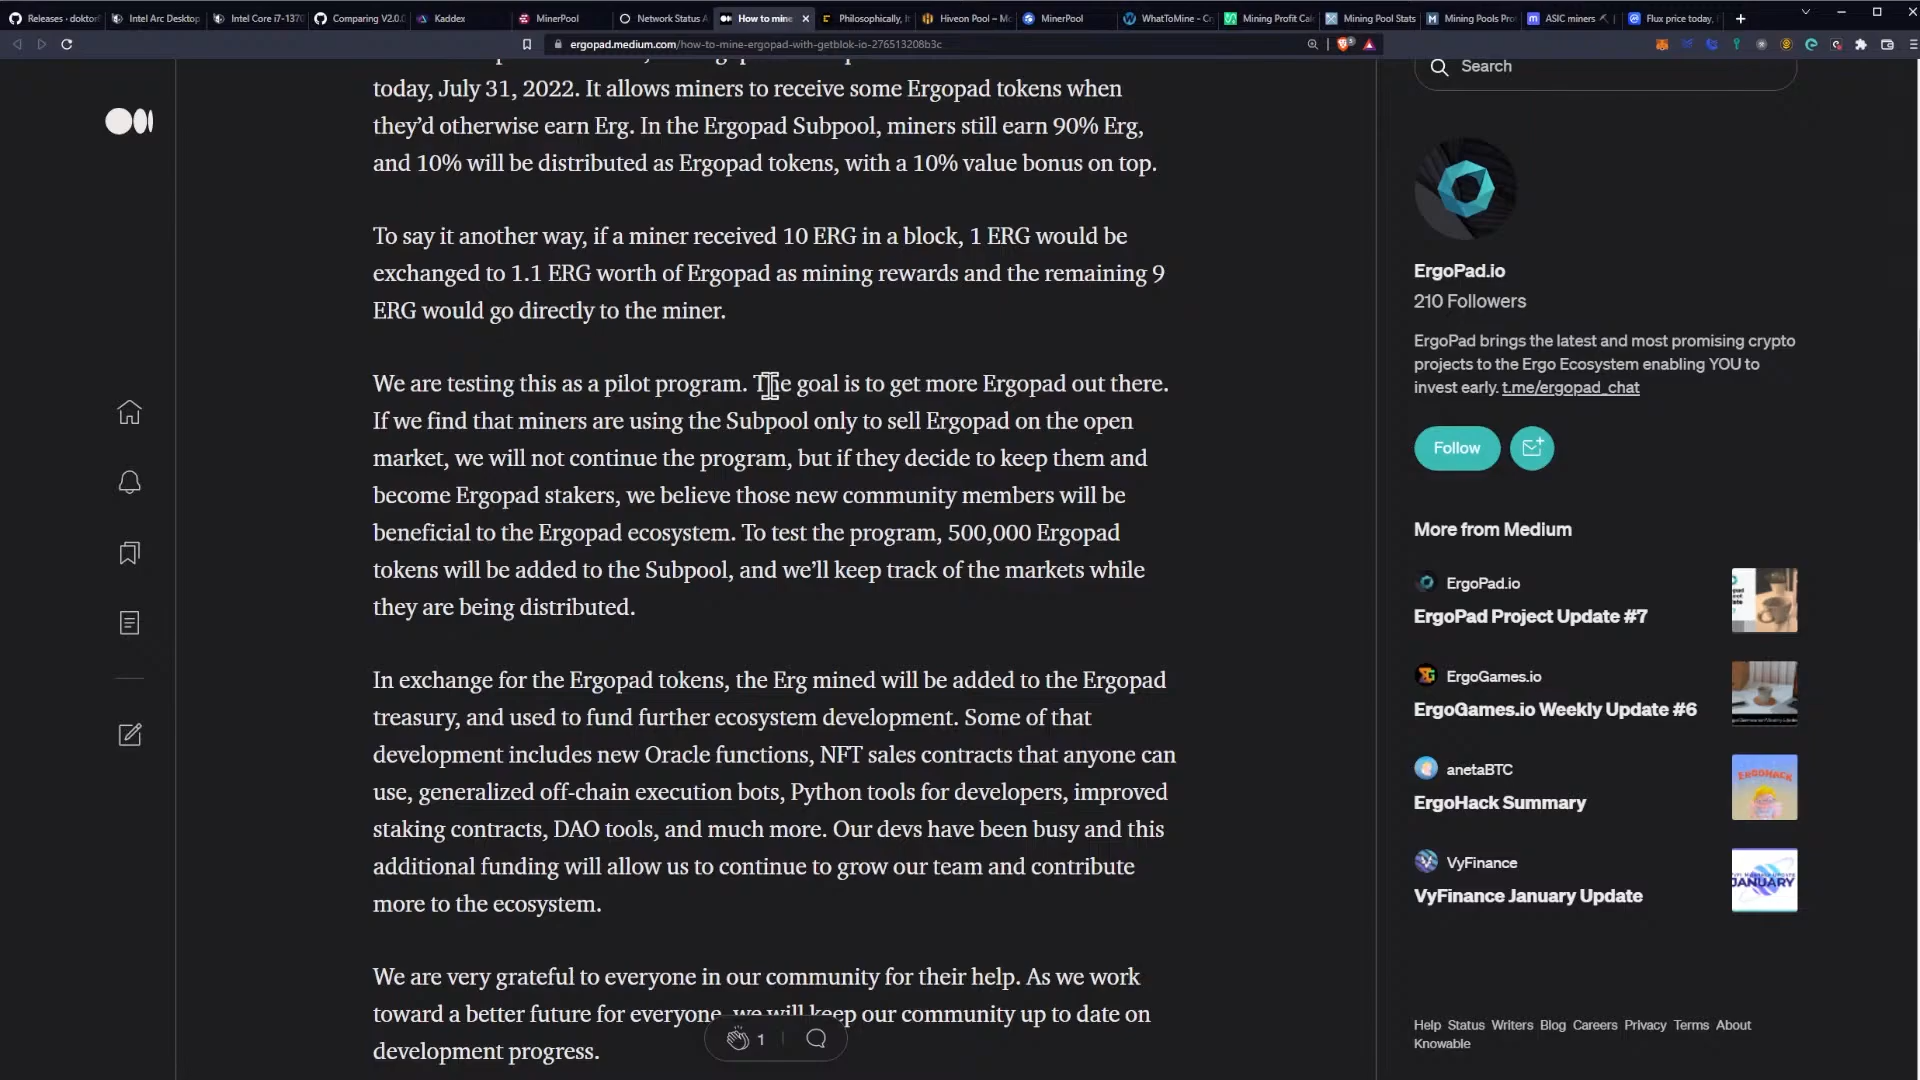 Releases · doktor
Intel Arc Desktop
Intel Core i7-1370
Comparing V2.0.
Kaddex
MinerPool
Network Status
How to mine
Philosophically, It
Hiveon Pool – Mo
MinerPool
WhatToMine - Cr
Mining Profit Cal
Mining Pool Stats
Mining Pools Pro
ASIC miners
Flux price today,
ergopad.medium.com/how-to-mine-ergopad-with-getblok-io-276513208b3c
Search
today, July 31, 2022. It allows miners to receive some Ergopad tokens when
they’d otherwise earn Erg. In the Ergopad Subpool, miners still earn 90% Erg,
and 10% will be distributed as Ergopad tokens, with a 10% value bonus on top.
To say it another way, if a miner received 10 ERG in a block, 1 ERG would be
exchanged to 1.1 ERG worth of Ergopad as mining rewards and the remaining 9
ERG would go directly to the miner.
We are testing this as a pilot program. The goal is to get more Ergopad out there.
If we find that miners are using the Subpool only to sell Ergopad on the open
market, we will not continue the program, but if they decide to keep them and
become Ergopad stakers, we believe those new community members will be
beneficial to the Ergopad ecosystem. To test the program, 500,000 Ergopad
tokens will be added to the Subpool, and we’ll keep track of the markets while
they are being distributed.
In exchange for the Ergopad tokens, the Erg mined will be added to the Ergopad
treasury, and used to fund further ecosystem development. Some of that
development includes new Oracle functions, NFT sales contracts that anyone can
use, generalized off-chain execution bots, Python tools for developers, improved
staking contracts, DAO tools, and much more. Our devs have been busy and this
additional funding will allow us to continue to grow our team and contribute
more to the ecosystem.
We are very grateful to everyone in our community for their help. As we work
toward a better future for everyone, we will keep our community up to date on
development progress.
1
ErgoPad.io
210 Followers
ErgoPad brings the latest and most promising crypto
projects to the Ergo Ecosystem enabling YOU to
invest early. t.me/ergopad_chat
Follow
More from Medium
ErgoPad.io
ErgoPad Project Update #7
ErgoGames.io
ErgoGames.io Weekly Update #6
anetaBTC
ErgoHack Summary
ERGOHACK
VyFinance
VyFinance January Update
JANUARY
Help Status Writers Blog Careers Privacy Terms About
Knowable